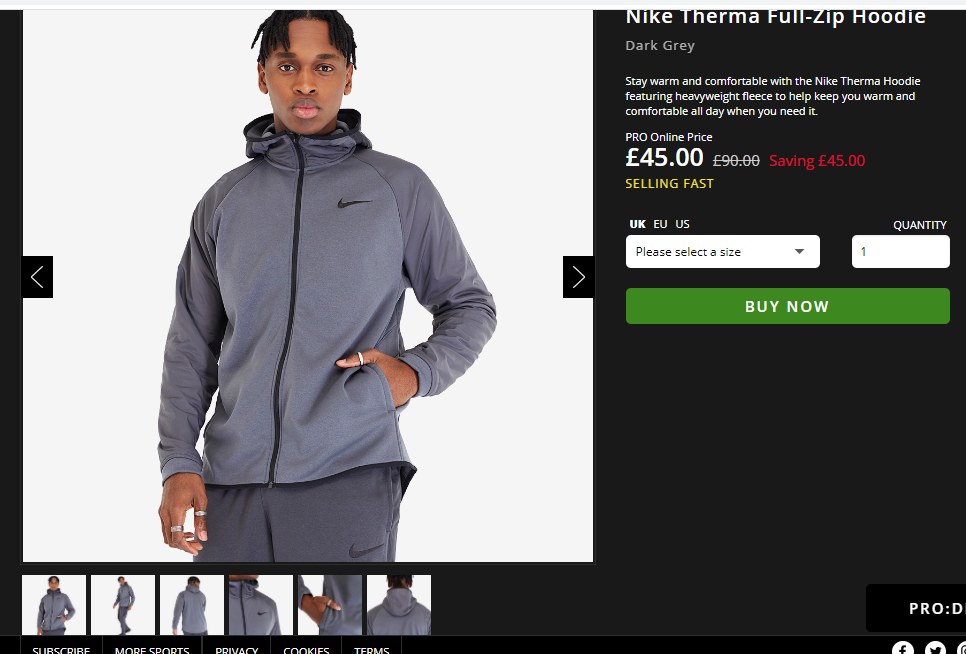 Nike Therma Full-Zip Hoodie
Dark Grey
Stay warm and comfortable with the Nike Therma Hoodie
featuring heavyweight fleece to help keep you warm and
comfortable all day when you need it.
PRO Online Price
£45.00 £90.00 Saving £45.00
SELLING FAST
UK EU US QUANTITY
Please select a size 1
BUY NOW
PRO:D
SUBSCRIBE MORE SPORTS PRIVACY COOKIES TERMS